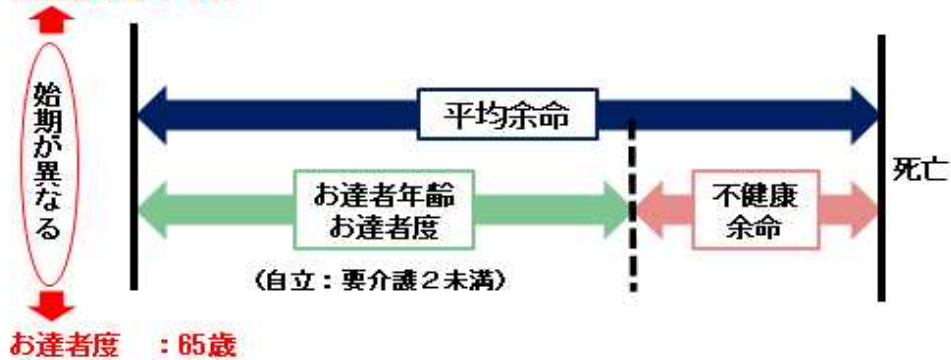 始期が異なる
平均余命
死亡
お達者年齢
お達者度
不健康
余命
（自立：要介護２未満）
お達者度　：65歳